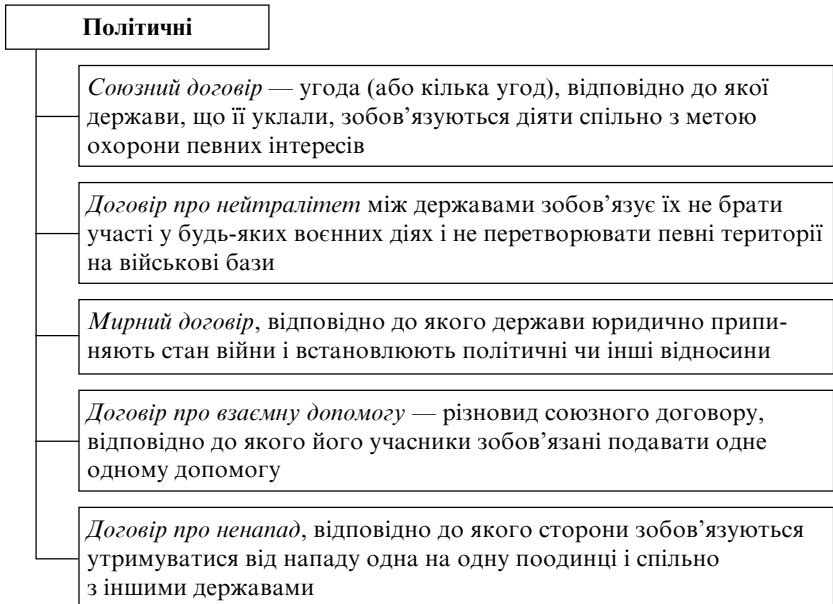 Політичні
Союзний договір — угода (або кілька угод), відповідно до якої
держави, що її уклали, зобов’язуються діяти спільно з метою
охорони певних інтересів
Договір про нейтралітет між державами зобов’язує їх не брати
участі у будь-яких воєнних діях і не перетворювати певні території
на військові бази
Мирний договір, відповідно до якого держави юридично припи-
няють стан війни і встановлюють політичні чи інші відносини
Договір про взаємну допомогу — різновид союзного договору,
відповідно до якого його учасники зобов’язані подавати одне
одному допомогу
Договір про ненапад, відповідно до якого сторони зобов’язуються
утримуватися від нападу одна на одну поодинці і спільно
з іншими державами